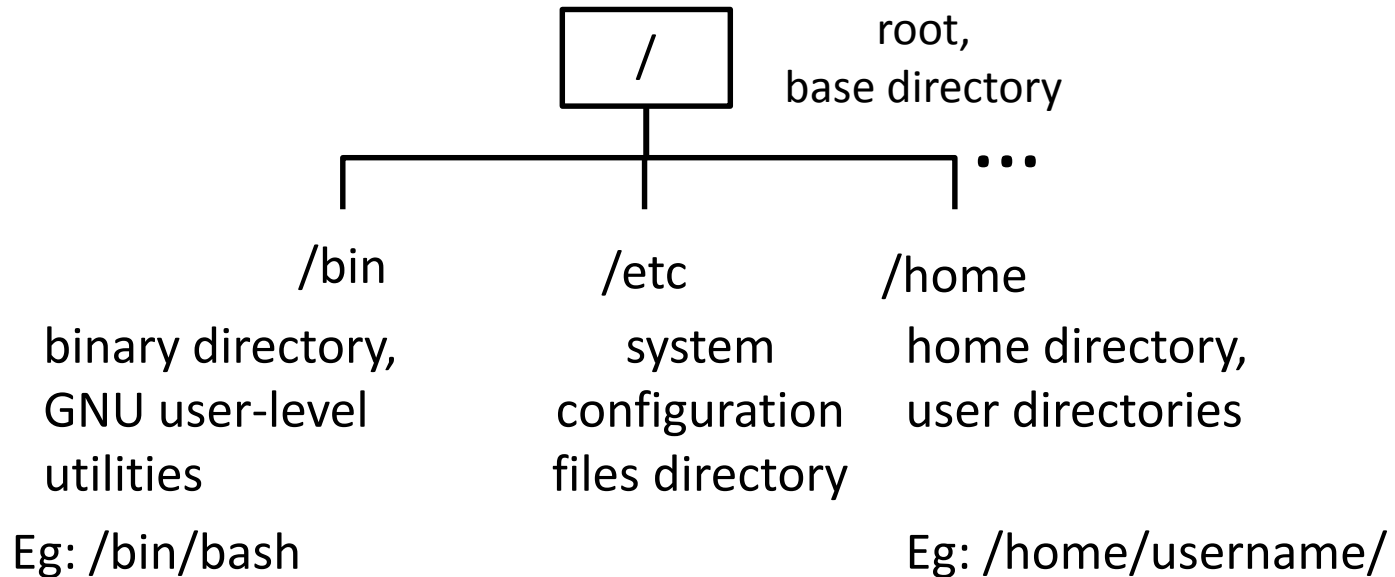 /
root,
base directory
...
/bin
/etc
/home
binary directory,
GNU user-level
utilities
system
configuration
files directory
home directory,
user directories
Eg: /bin/bash
Eg: /home/username/